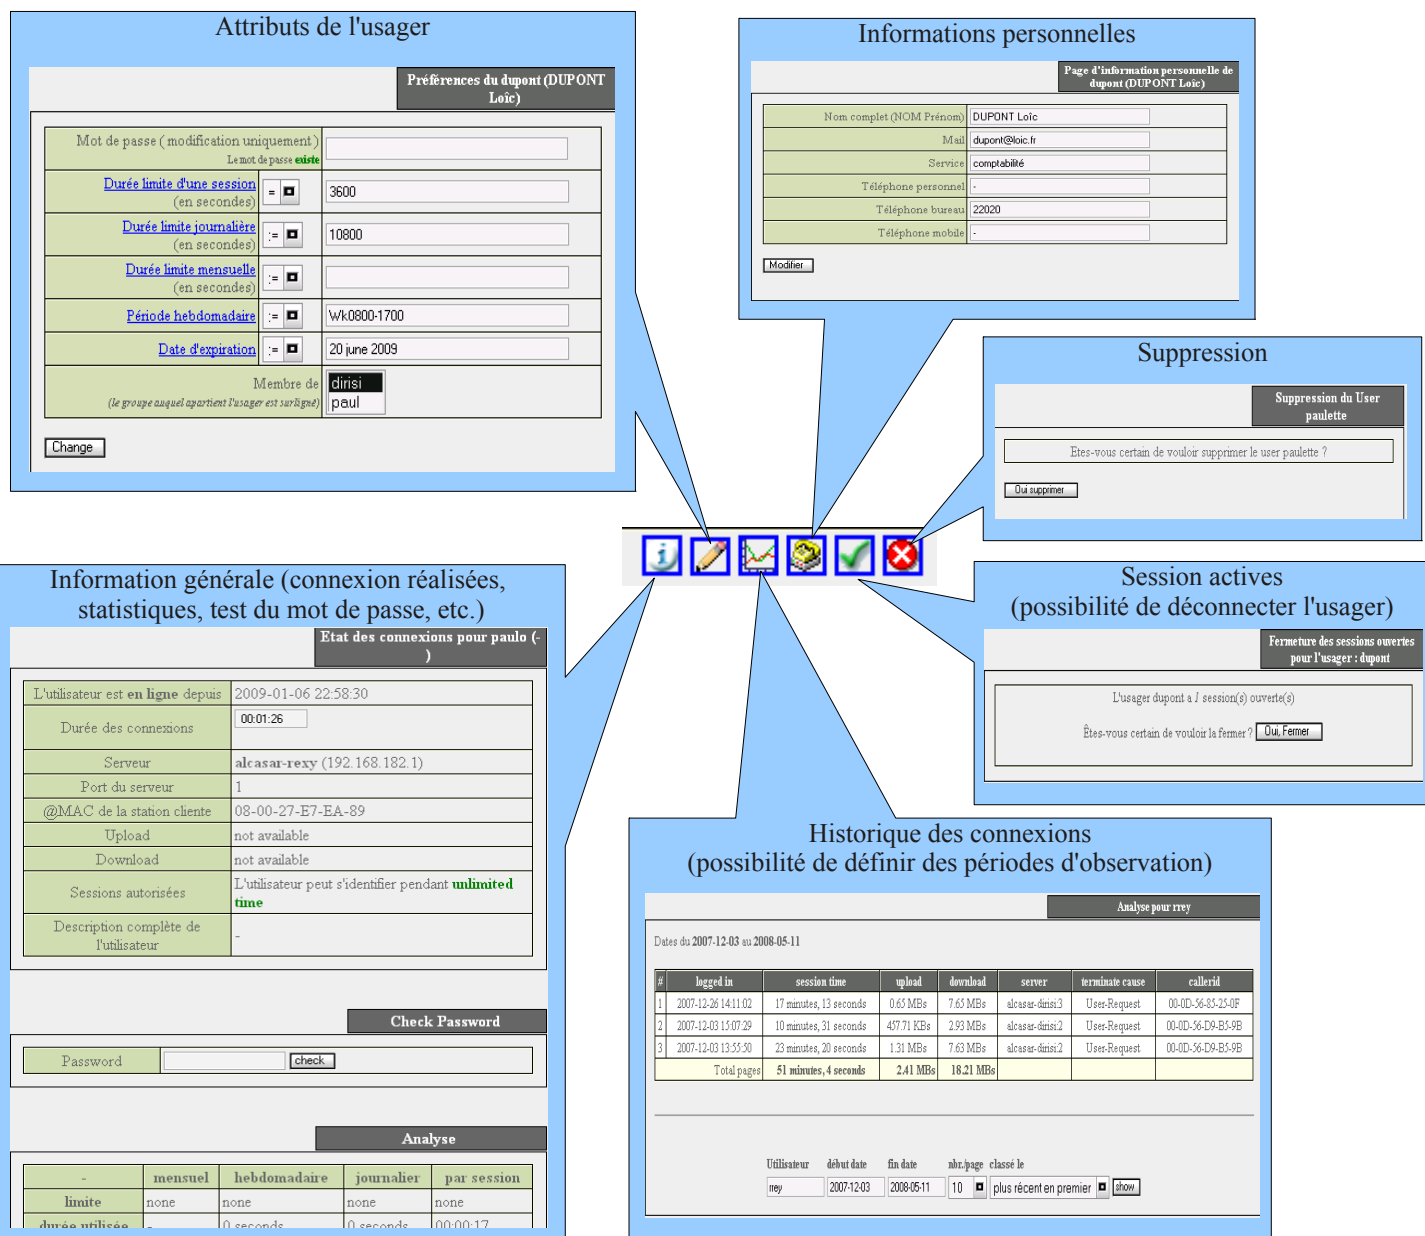 Attributs de l'usager
Préférences du dupont (DUPONT
Loïc)
Mot de passe ( modification uniquement )
Le mot de passe existe
Durée limite d'une session
(en secondes)
=
3600
Durée limite journalière
(en secondes)
:=
10800
Durée limite mensuelle
(en secondes)
:=
Période hebdomadaire
:=
Wk0800-1700
Date d'expiration
:=
20 june 2009
Membre de
(le groupe auquel apartient l'usager est surligné)
dirisi
paul
Change
Informations personnelles
Page d'information personnelle de
dupont (DUPONT Loïc)
Nom complet (NOM Prénom) DUPONT Loïc
Mail dupont@loic.fr
Service comptabilité
Téléphone personnel -
Téléphone bureau 22020
Téléphone mobile -
Modifier
Suppression
Suppression du User
paulette
Etes-vous certain de vouloir supprimer le user paulette ?
Oui supprimer
Information générale (connexion réalisées,
statistiques, test du mot de passe, etc.)
Etat des connexions pour paulo (-
)
L'utilisateur est en ligne depuis 2009-01-06 22:58:30
Durée des connexions 00:01:26
Serveur alcasar-rexy (192.168.182.1)
Port du serveur 1
@MAC de la station cliente 08-00-27-E7-EA-89
Upload not available
Download not available
Sessions autorisées
L'utilisateur peut s'identifier pendant unlimited
time
Description complète de
l'utilisateur
-
Check Password
Password check
Analyse
- mensuel hebdomadaire journalier par session
limite none none none none
durée utilisée - 0 seconds 0 seconds 00:00:17
Session actives
(possibilité de déconnecter l'usager)
Fermeture des sessions ouvertes
pour l'usager : dupont
L'usager dupont a 1 session(s) ouverte(s)
Êtes-vous certain de vouloir la fermer ? Oui, Fermer
Historique des connexions
(possibilité de définir des périodes d'observation)
Analyse pour rrey
Dates du 2007-12-03 au 2008-05-11
# logged in session time upload download server terminate cause callerid
1 2007-12-26 14:11:02 17 minutes, 13 seconds 0.65 MBs 7.65 MBs alcasar-dirisi:3 User-Request 00-0D-56-85-25-0F
2 2007-12-03 15:07:29 10 minutes, 31 seconds 457.71 KBs 2.93 MBs alcasar-dirisi:2 User-Request 00-0D-56-D9-B5-9B
3 2007-12-03 13:55:50 23 minutes, 20 seconds 1.31 MBs 7.63 MBs alcasar-dirisi:2 User-Request 00-0D-56-D9-B5-9B
Total pages 51 minutes, 4 seconds 2.41 MBs 18.21 MBs
Utilisateur début date fin date nbr./page classé le
rrey 2007-12-03 2008-05-11 10 plus récent en premier show